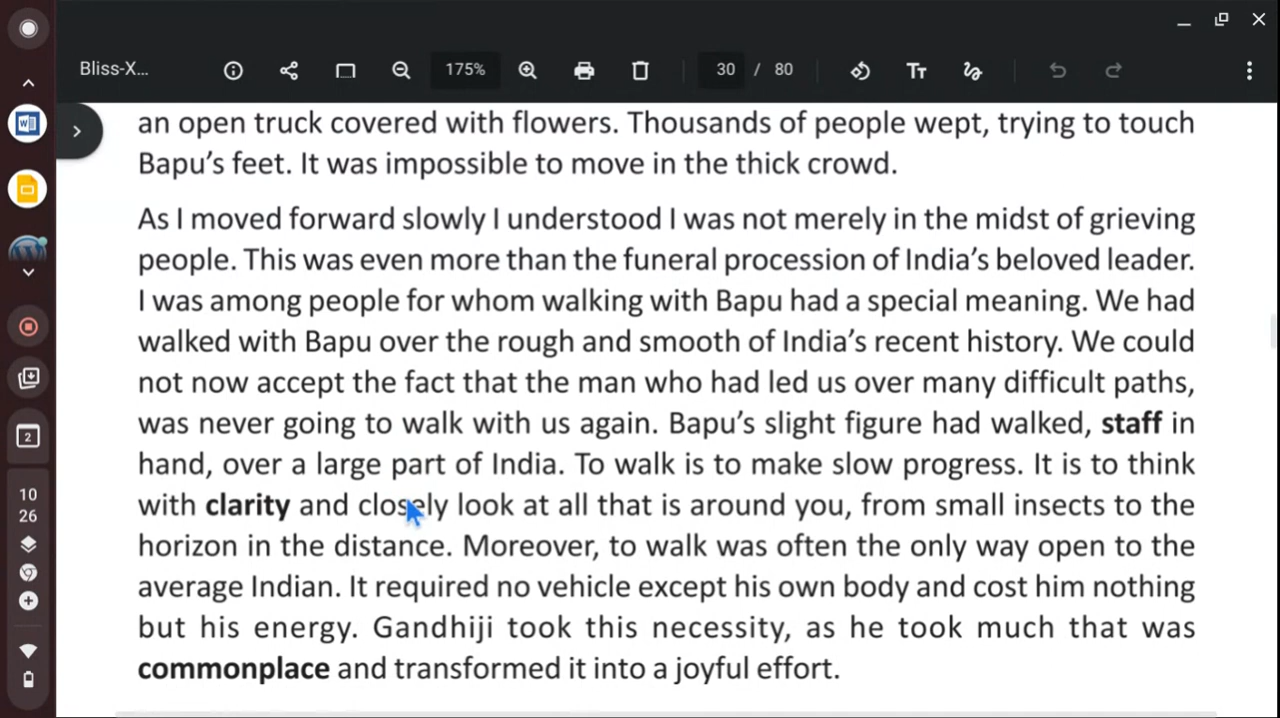 Bliss-X...
175%
30 / 80
Tт
an open truck covered with flowers. Thousands of people wept, trying to touch
Bapu’s feet. It was impossible to move in the thick crowd.
As I moved forward slowly I understood I was not merely in the midst of grieving
people. This was even more than the funeral procession of India’s beloved leader.
I was among people for whom walking with Bapu had a special meaning. We had
walked with Bapu over the rough and smooth of India’s recent history. We could
not now accept the fact that the man who had led us over many difficult paths,
was never going to walk with us again. Bapu’s slight figure had walked, staff in
hand, over a large part of India. To walk is to make slow progress. It is to think
with clarity and closely look at all that is around you, from small insects to the
horizon in the distance. Moreover, to walk was often the only way open to the
average Indian. It required no vehicle except his own body and cost him nothing
but his energy. Gandhiji took this necessity, as he took much that was
commonplace and transformed it into a joyful effort.
W
2
10
26